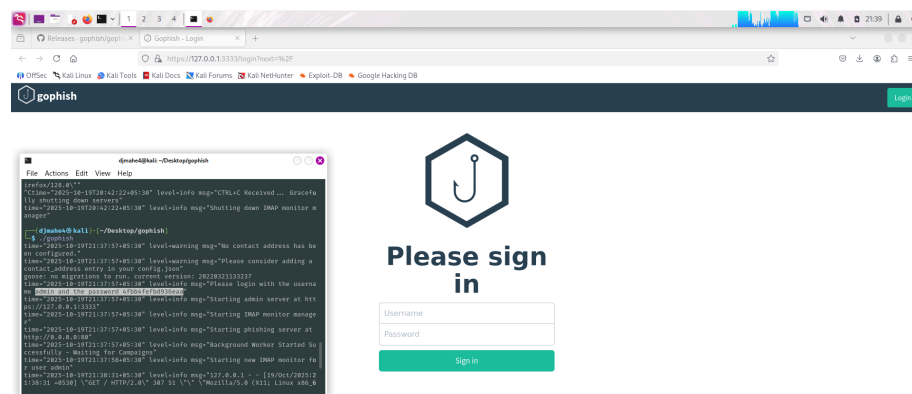 1 2 3 4
21:39
Releases · gophish/goph
Gophish - Login
https://127.0.0.1:3333/login?next=%2F
OffSec Kali Linux Kali Tools Kali Docs Kali Forums Kali NetHunter Exploit-DB Google Hacking DB
gophish
Login
djmahe4@kali: ~/Desktop/gophish
File Actions Edit View Help
irefox/128.0\""
^Ctime="2025-10-19T20:42:22+05:30" level=info msg="CTRL+C Received ... Gracefu
lly shutting down servers"
time="2025-10-19T20:42:22+05:30" level=info msg="Shutting down IMAP monitor m
anager"
(djmahe4㉿kali)-[~/Desktop/gophish]
$ ./gophish
time="2025-10-19T21:37:57+05:30" level=warning msg="No contact address has be
en configured."
time="2025-10-19T21:37:57+05:30" level=warning msg="Please consider adding a
contact_address entry in your config.json"
goose: no migrations to run. current version: 20220321133237
time="2025-10-19T21:37:57+05:30" level=info msg="Please login with the userna
me admin and the password 4fbb4fefbd936eaa"
time="2025-10-19T21:37:57+05:30" level=info msg="Starting admin server at htt
ps://127.0.0.1:3333"
time="2025-10-19T21:37:57+05:30" level=info msg="Starting IMAP monitor manage
r"
time="2025-10-19T21:37:57+05:30" level=info msg="Starting phishing server at
http://0.0.0.0:80"
time="2025-10-19T21:37:57+05:30" level=info msg="Background Worker Started Su
ccessfully - Waiting for Campaigns"
time="2025-10-19T21:37:58+05:30" level=info msg="Starting new IMAP monitor fo
r user admin"
time="2025-10-19T21:38:31+05:30" level=info msg="127.0.0.1 - - [19/Oct/2025:2
1:38:31 +0530] \"GET / HTTP/2.0\" 307 51 \"\" \"Mozilla/5.0 (X11; Linux x86_6
Please sign
in
Username
Password
Sign in